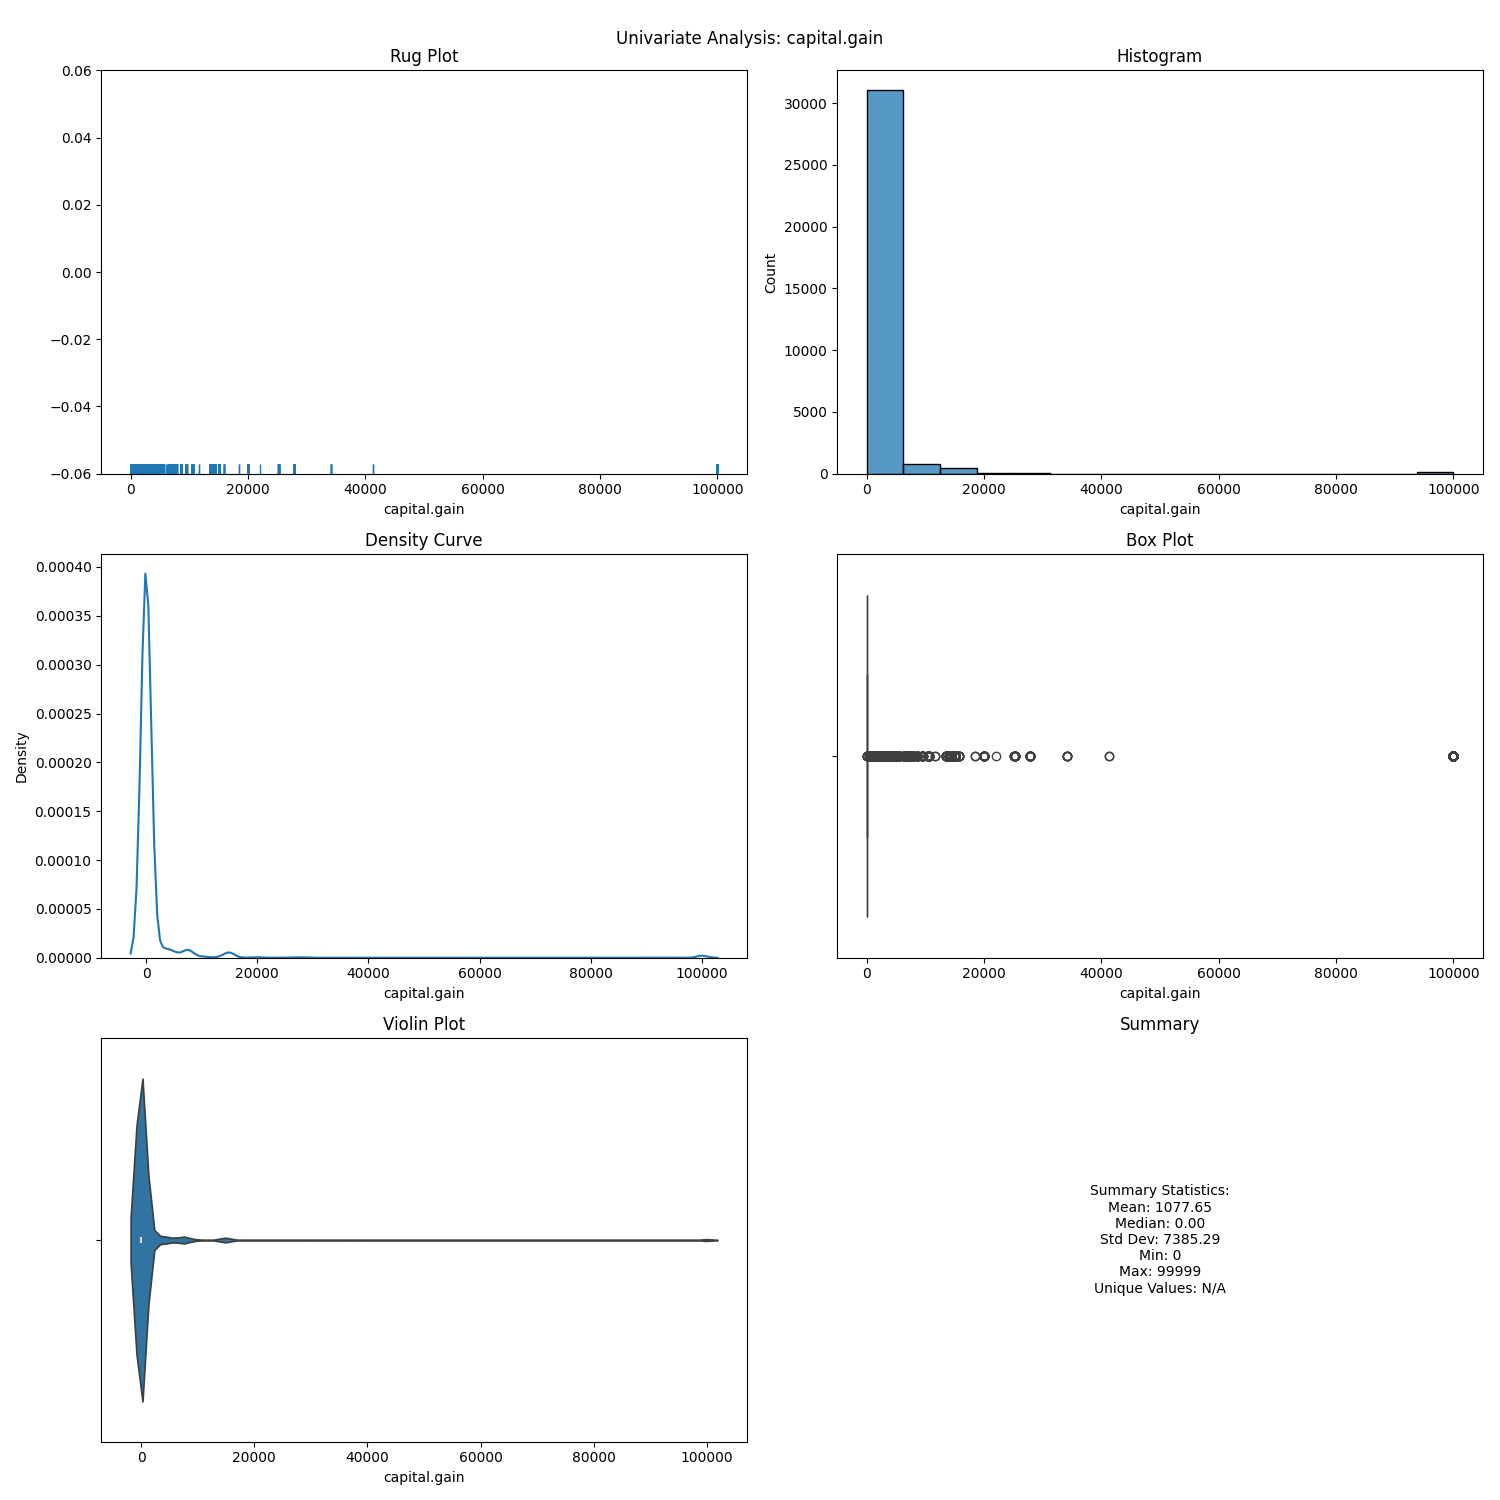 Univariate Analysis: capital.gain
Rug Plot
0.06
0.04
0.02
0.00
−0.02
−0.04
−0.06
0 20000 40000 60000 80000 100000
capital.gain
Histogram
Count
30000
25000
20000
15000
10000
5000
0
0 20000 40000 60000 80000 100000
capital.gain
Density Curve
Density
0.00040
0.00035
0.00030
0.00025
0.00020
0.00015
0.00010
0.00005
0.00000
0 20000 40000 60000 80000 100000
capital.gain
Box Plot
0 20000 40000 60000 80000 100000
capital.gain
Violin Plot
0 20000 40000 60000 80000 100000
capital.gain
Summary
Summary Statistics:
Mean: 1077.65
Median: 0.00
Std Dev: 7385.29
Min: 0
Max: 99999
Unique Values: N/A